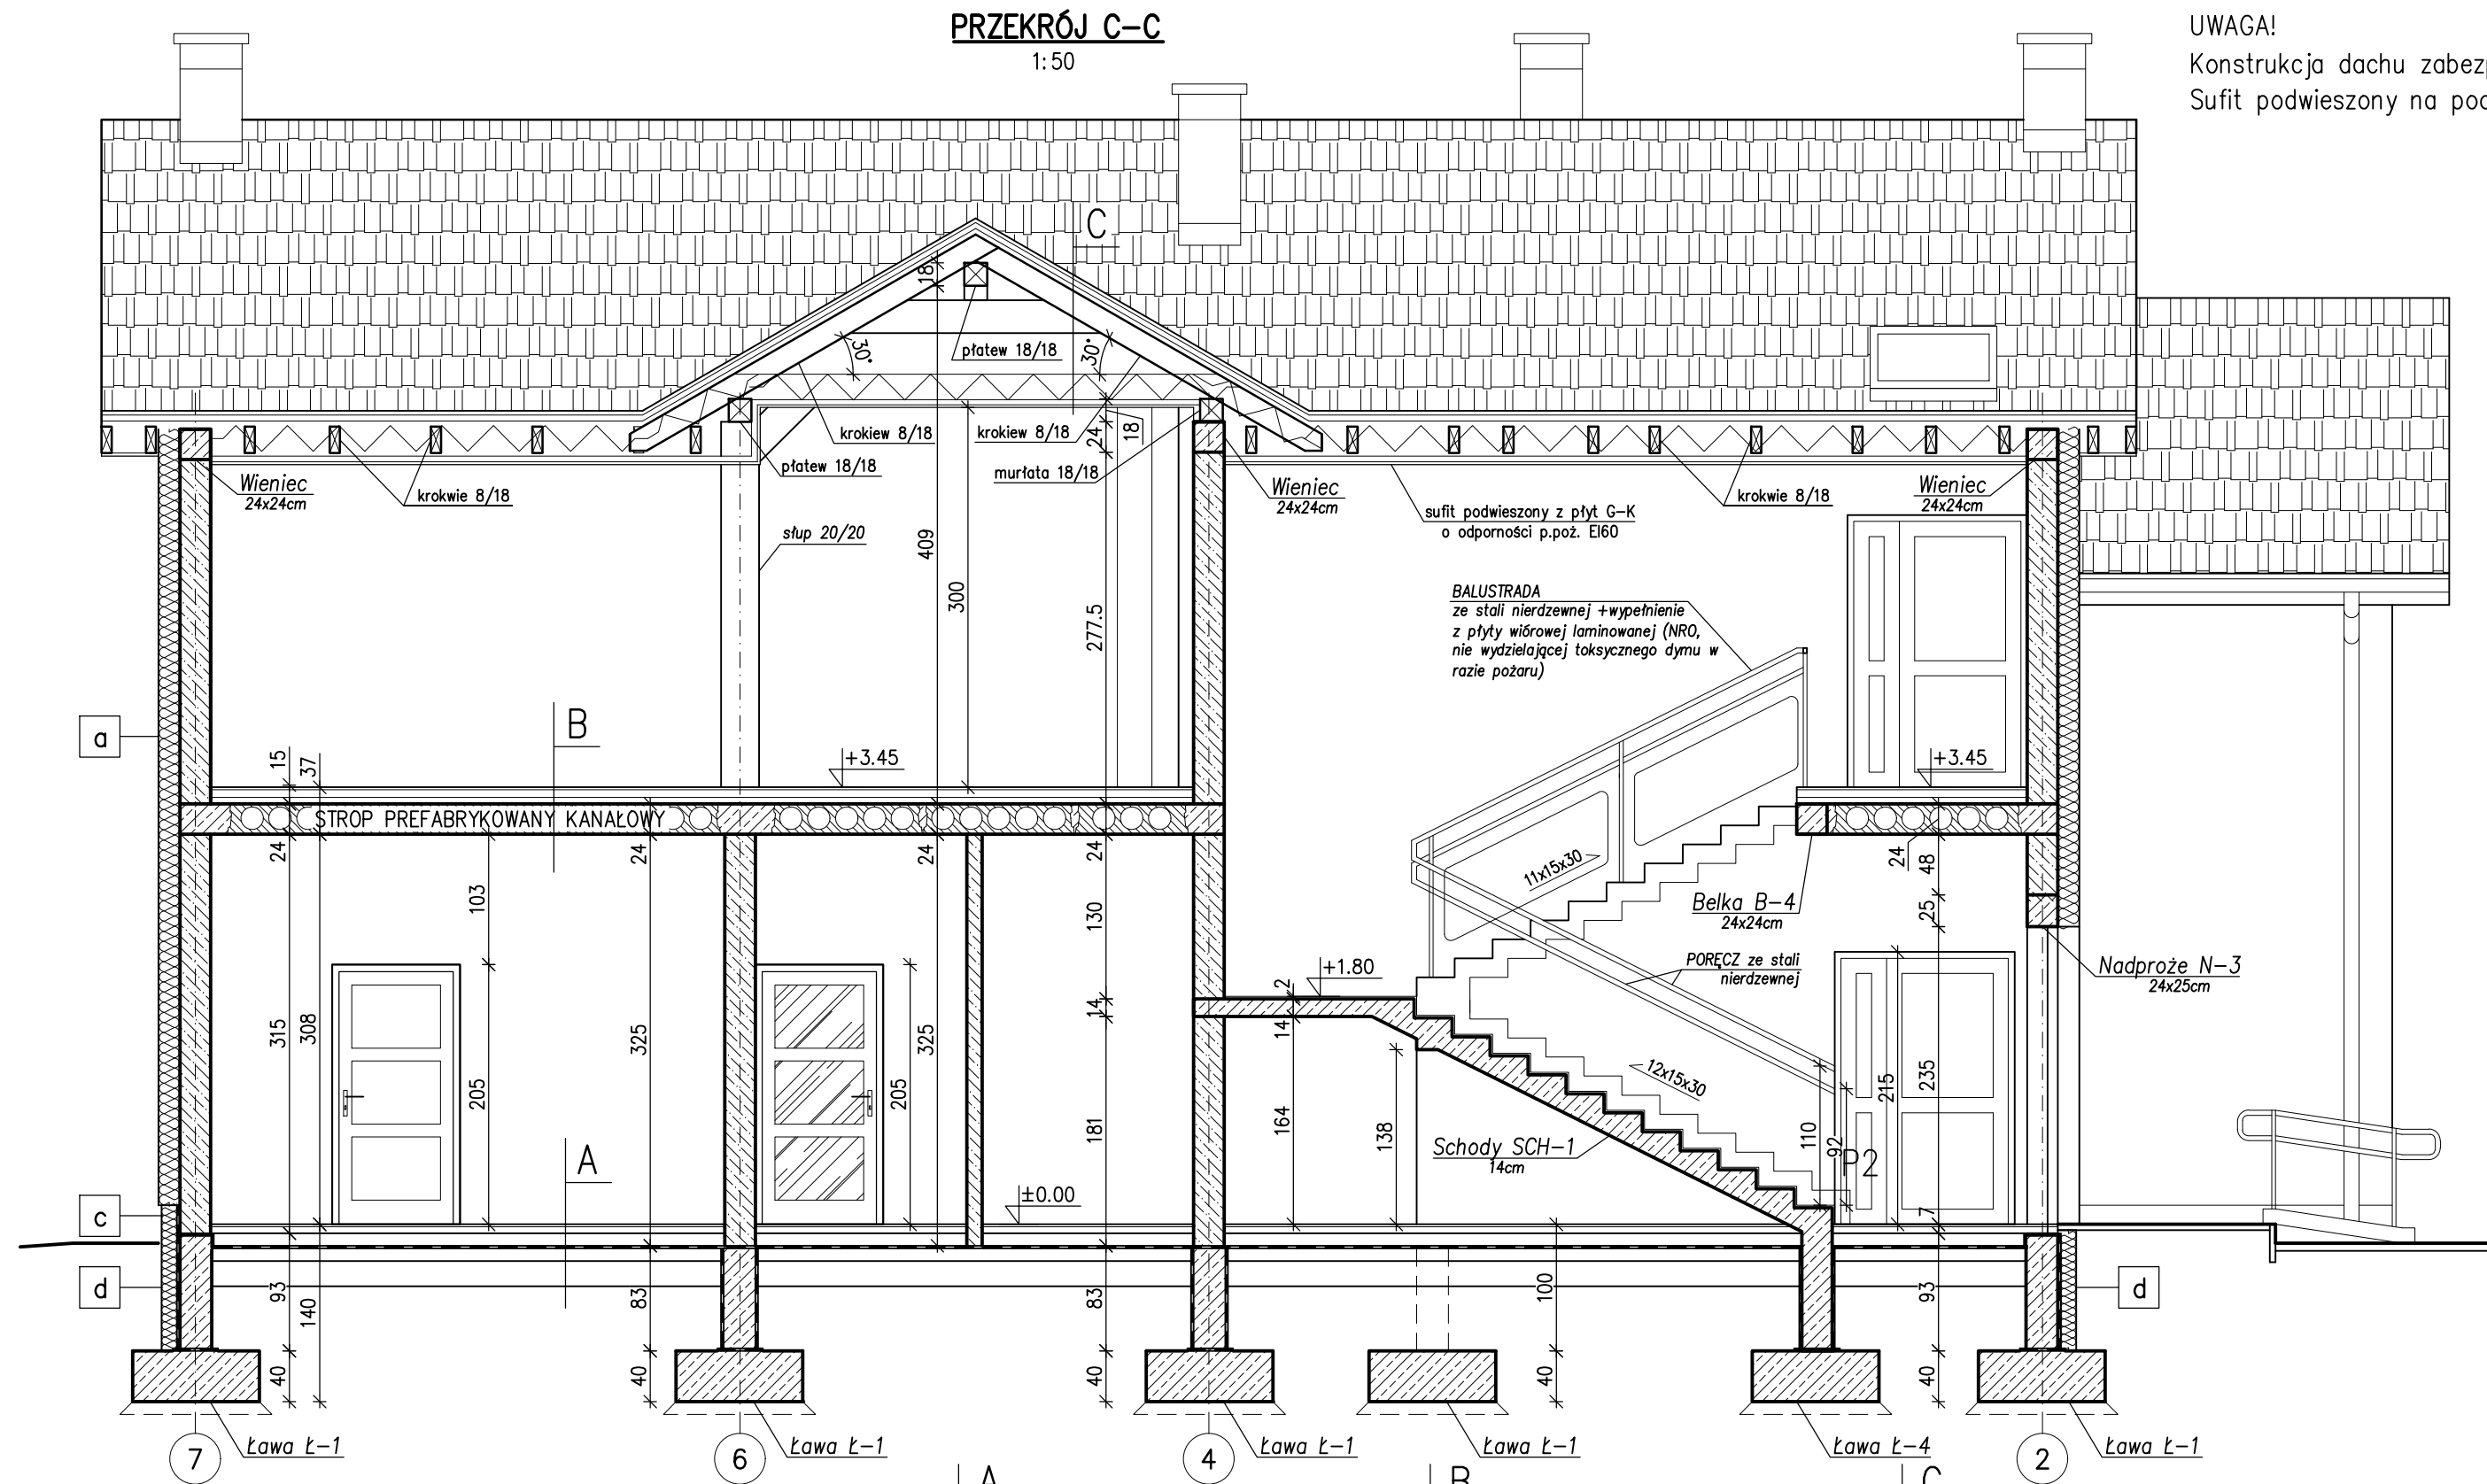 PRZEKRÓJ C-C
1:50
UWAGA!
Konstrukcja dachu
Sufit podwieszony na
C
18
30°
30°
płatew 18/18
krokiew 8/18
krokiew 8/18
24
18
płatew 18/18
murłata 18/18
Wieniec
24x24cm
krokwie 8/18
Wieniec
24x24cm
krokwie 8/18
Wieniec
24x24cm
sufit podwieszony z płyt G-K
o odporności p.poż. EI60
słup 20/20
409
300
277.5
BALUSTRADA
ze stali nierdzewnej +wypełnienie
z płyty wiórowej laminowanej (NRO,
nie wydzielającej toksycznego dymu w
razie pożaru)
a
B
15
37
+3.45
+3.45
STROP PREFABRYKOWANY KANAŁOWY
24
24
24
24
24
48
11x15x30
103
130
Belka B-4
24x24cm
25
PORĘCZ ze stali
nierdzewnej
Nadproże N-3
24x25cm
+1.80
2
14
14
315
308
325
325
205
205
181
164
138
12x15x30
215
235
110
92
P2
Schody SCH-1
14cm
A
±0.00
7
c
d
d
93
140
83
83
100
93
40
40
40
40
40
Ława Ł-1
Ława Ł-1
Ława Ł-1
Ława Ł-1
Ława Ł-4
Ława Ł-1
7
6
4
2
A
B
C